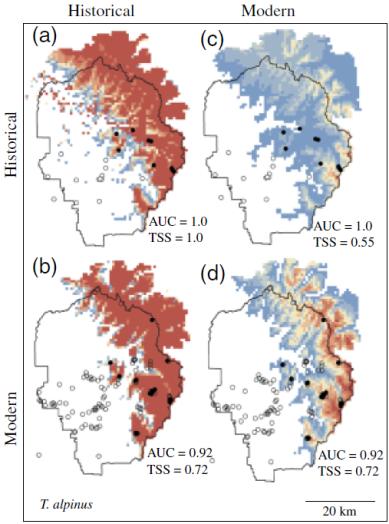 Historical
Modern
Historical
Modern
(a)
(c)
AUC = 1.0
TSS = 1.0
AUC = 1.0
TSS = 0.55
(b)
(d)
AUC = 0.92
TSS = 0.72
AUC = 0.92
TSS = 0.72
T. alpinus
20 km